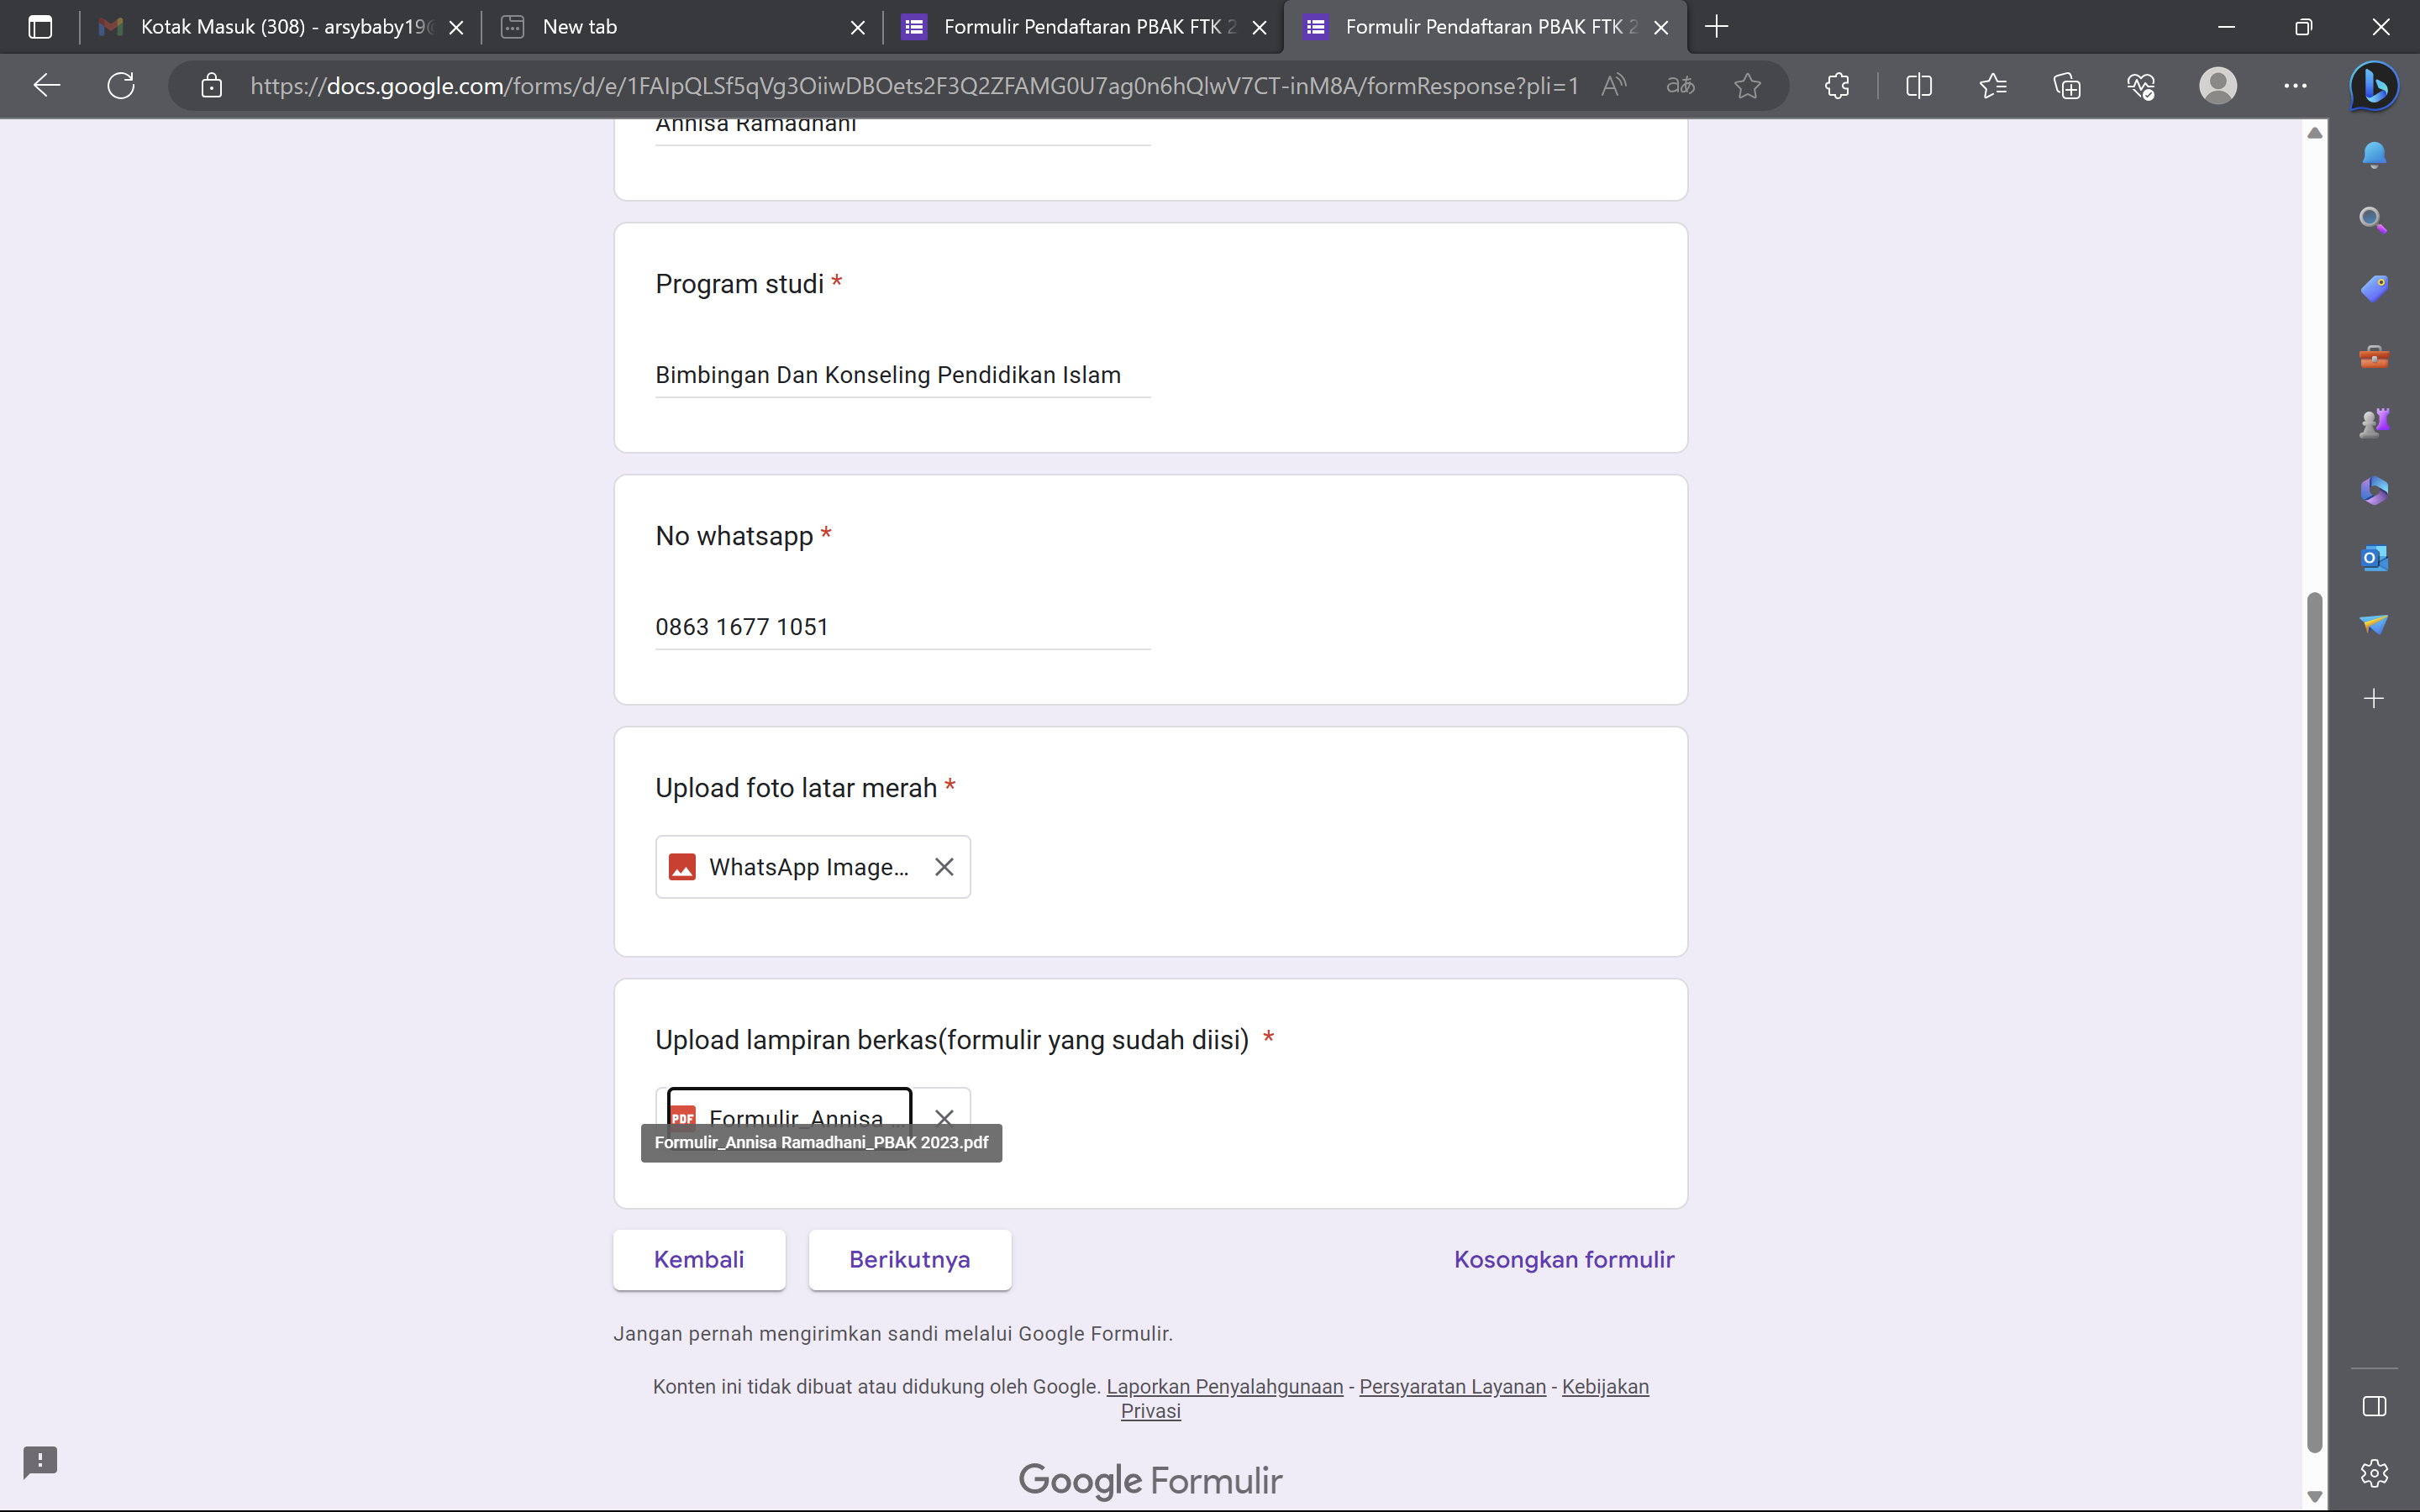 Kotak Masuk (308) - arsybaby19
New tab
Formulir Pendaftaran PBAK FTK 2
Formulir Pendaftaran PBAK FTK 2
https://docs.google.com/forms/d/e/1FAIpQLSf5qVg3OiiwDBOets2F3Q2ZFAMG0U7ag0n6hQlwV7CT-inM8A/formResponse?pli=1
Annisa Ramadhani
Program studi *
Bimbingan Dan Konseling Pendidikan Islam
No whatsapp *
0863 1677 1051
Upload foto latar merah *
WhatsApp Image...
Upload lampiran berkas(formulir yang sudah diisi) *
PDF Formulir_Annisa ...
Formulir_Annisa Ramadhani_PBAK 2023.pdf
Kembali
Berikutnya
Kosongkan formulir
Jangan pernah mengirimkan sandi melalui Google Formulir.
Konten ini tidak dibuat atau didukung oleh Google. Laporkan Penyalahgunaan - Persyaratan Layanan - Kebijakan
Privasi
Google Formulir